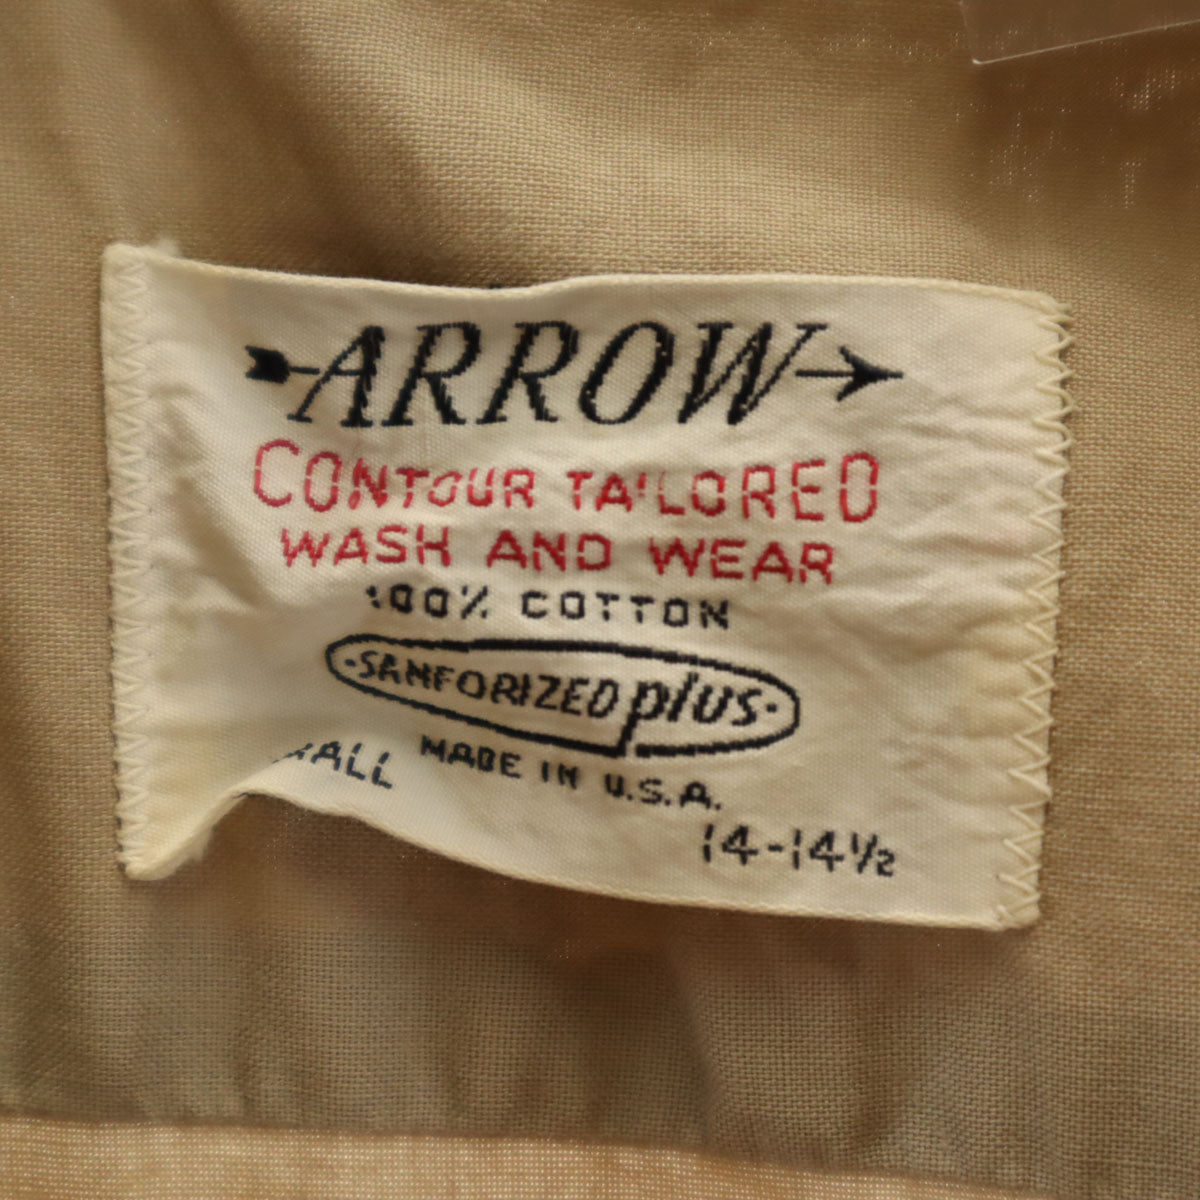 ARROW
CONTOUR TAILORED
WASH AND WEAR
100% COTTON
SANFORIZED plus
MADE IN U.S.A.
14-14½